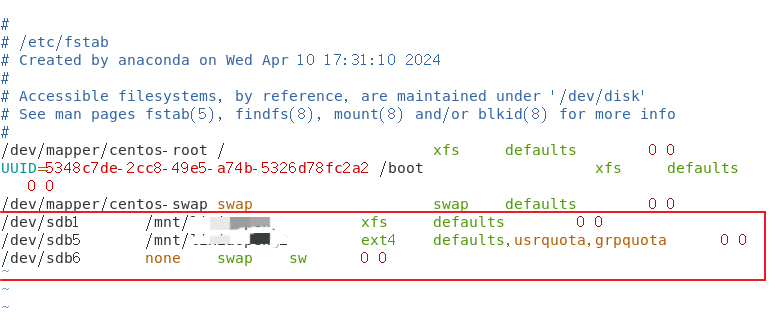 #
# /etc/fstab
# Created by anaconda on Wed Apr 10 17:31:10 2024
#
# Accessible filesystems, by reference, are maintained under '/dev/disk'
# See man pages fstab(5), findfs(8), mount(8) and/or blkid(8) for more info
#
/dev/mapper/centos-root / xfs defaults 0 0
UUID=5348c7de-2cc8-49e5-a74b-5326d78fc2a2 /boot xfs defaults
0 0
/dev/mapper/centos-swap swap swap defaults 0 0
/dev/sdb1 /mnt/ xfs defaults 0 0
/dev/sdb5 /mnt/ ext4 defaults,usrquota,grpquota 0 0
/dev/sdb6 none swap sw 0 0
~
~
~